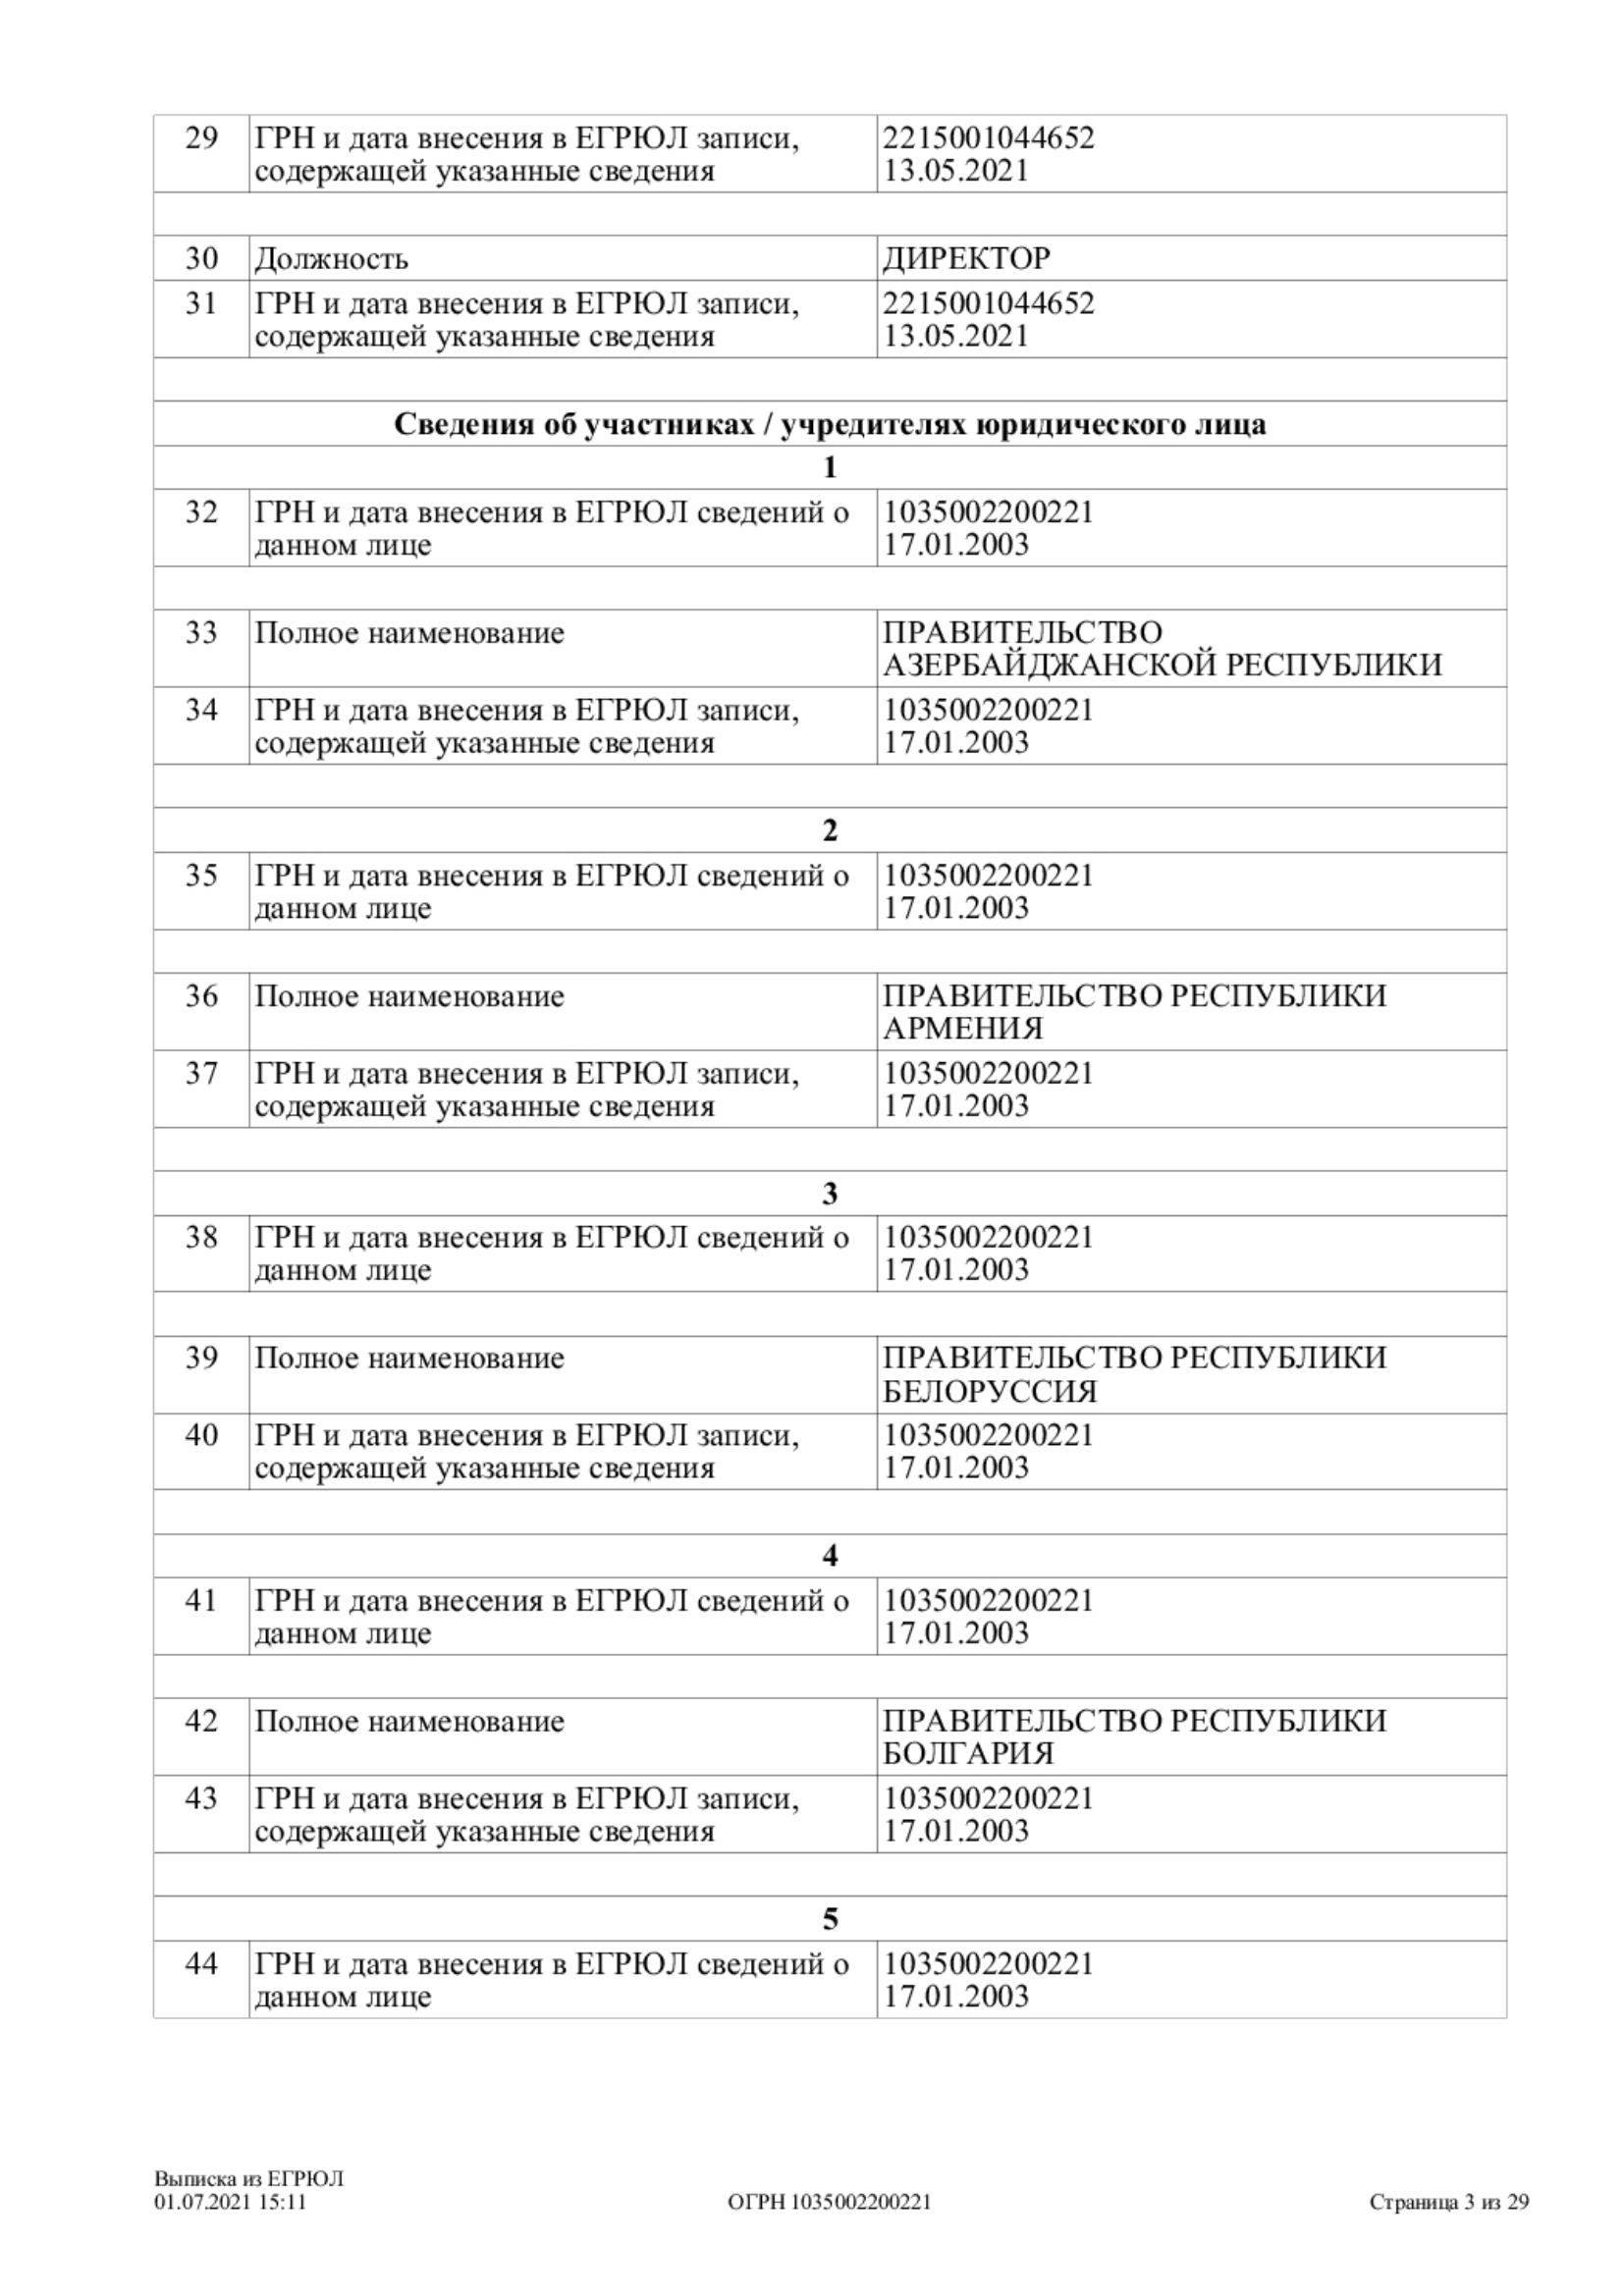 29 ГРН и дата внесения в ЕГРЮЛ записи, 2215001044652
содержащей указанные сведения 13.05.2021
30 Должность ДИРЕКТОР
31 ГРН и дата внесения в ЕГРЮЛ записи, 2215001044652
содержащей указанные сведения 13.05.2021
Сведения об участниках / учредителях юридического лица
1
32 ГРН и дата внесения в ЕГРЮЛ сведений о 1035002200221
данном лице 17.01.2003
33 Полное наименование ПРАВИТЕЛЬСТВО
АЗЕРБАЙДЖАНСКОЙ РЕСПУБЛИКИ
34 ГРН и дата внесения в ЕГРЮЛ записи, 1035002200221
содержащей указанные сведения 17.01.2003
2
35 ГРН и дата внесения в ЕГРЮЛ сведений о 1035002200221
данном лице 17.01.2003
36 Полное наименование ПРАВИТЕЛЬСТВО РЕСПУБЛИКИ
АРМЕНИЯ
37 ГРН и дата внесения в ЕГРЮЛ записи, 1035002200221
содержащей указанные сведения 17.01.2003
3
38 ГРН и дата внесения в ЕГРЮЛ сведений о 1035002200221
данном лице 17.01.2003
39 Полное наименование ПРАВИТЕЛЬСТВО РЕСПУБЛИКИ
БЕЛОРУССИЯ
40 ГРН и дата внесения в ЕГРЮЛ записи, 1035002200221
содержащей указанные сведения 17.01.2003
4
41 ГРН и дата внесения в ЕГРЮЛ сведений о 1035002200221
данном лице 17.01.2003
42 Полное наименование ПРАВИТЕЛЬСТВО РЕСПУБЛИКИ
БОЛГАРИЯ
43 ГРН и дата внесения в ЕГРЮЛ записи, 1035002200221
содержащей указанные сведения 17.01.2003
5
44 ГРН и дата внесения в ЕГРЮЛ сведений о 1035002200221
данном лице 17.01.2003
Выписка из ЕГРЮЛ
01.07.2021 15:11 ОГРН 1035002200221 Страница 3 из 29